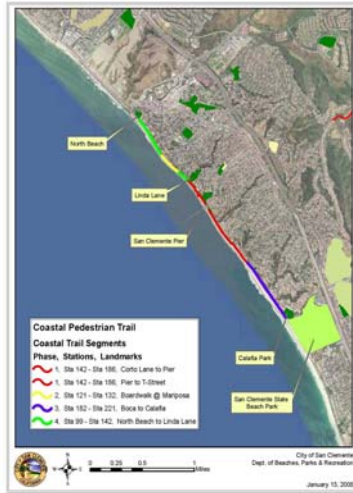 North Beach
Linda Lane
San Clemente Pier
Calafia Park
San Clemente State
Beach Park
Coastal Pedestrian Trail
Coastal Trail Segments
Phase, Stations, Landmarks
1, Sta 142 - Sta 186, Corto Lane to Pier
1, Sta 142 - Sta 186, Pier to T-Street
2, Sta 121 - Sta 132, Boardwalk @ Mariposa
3, Sta 182 - Sta 221, Boca to Calafia
4, Sta 99 - Sta 142, North Beach to Linda Lane
0 0.25 0.5 1
Miles
City of San Clemente
Dept. of Beaches, Parks & Recreation
January 13, 2006